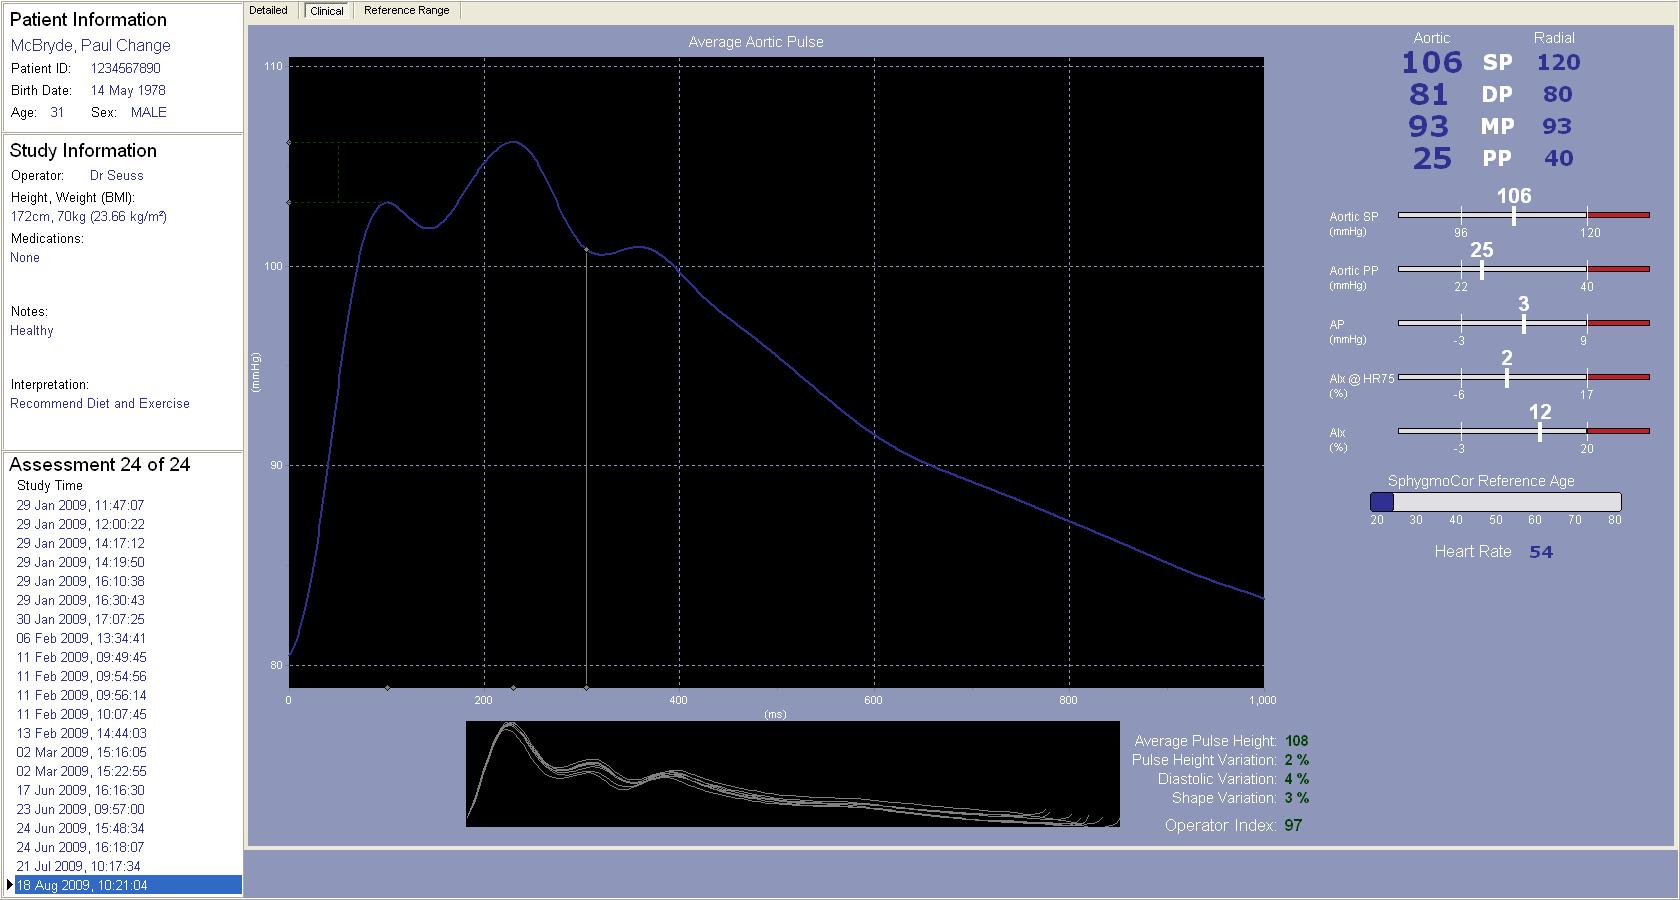 Patient Information
McBryde, Paul Change
Patient ID: 1234567890
Birth Date: 14 May 1978
Age: 31 Sex: MALE
Study Information
Operator: Dr Seuss
Height, Weight (BMI):
172cm, 70kg (23.66 kg/m²)
Medications:
None
Notes:
Healthy
Interpretation:
Recommend Diet and Exercise
Assessment 24 of 24
Study Time
29 Jan 2009, 11:47:07
29 Jan 2009, 12:00:22
29 Jan 2009, 14:17:12
29 Jan 2009, 14:19:50
29 Jan 2009, 16:10:38
29 Jan 2009, 16:30:43
30 Jan 2009, 17:07:25
06 Feb 2009, 13:34:41
11 Feb 2009, 09:49:45
11 Feb 2009, 09:54:56
11 Feb 2009, 09:56:14
11 Feb 2009, 10:07:45
13 Feb 2009, 14:44:03
02 Mar 2009, 15:16:05
02 Mar 2009, 15:22:55
17 Jun 2009, 16:16:30
23 Jun 2009, 09:57:00
24 Jun 2009, 15:48:34
24 Jun 2009, 16:18:07
21 Jul 2009, 10:17:34
18 Aug 2009, 10:21:04
Detailed Clinical Reference Range
Average Aortic Pulse
110
100
90
80
(mmHg)
0 200 400 600 800 1,000
(ms)
Aortic Radial
106 SP 120
81 DP 80
93 MP 93
25 PP 40
106
Aortic SP
(mmHg) 96 120
25
Aortic PP
(mmHg) 22 40
3
AP
(mmHg) -3 9
2
AIx @ HR75
(%) -6 17
12
AIx
(%) -3 20
SphygmoCor Reference Age
20 30 40 50 60 70 80
Heart Rate 54
Average Pulse Height: 108
Pulse Height Variation: 2 %
Diastolic Variation: 4 %
Shape Variation: 3 %
Operator Index: 97